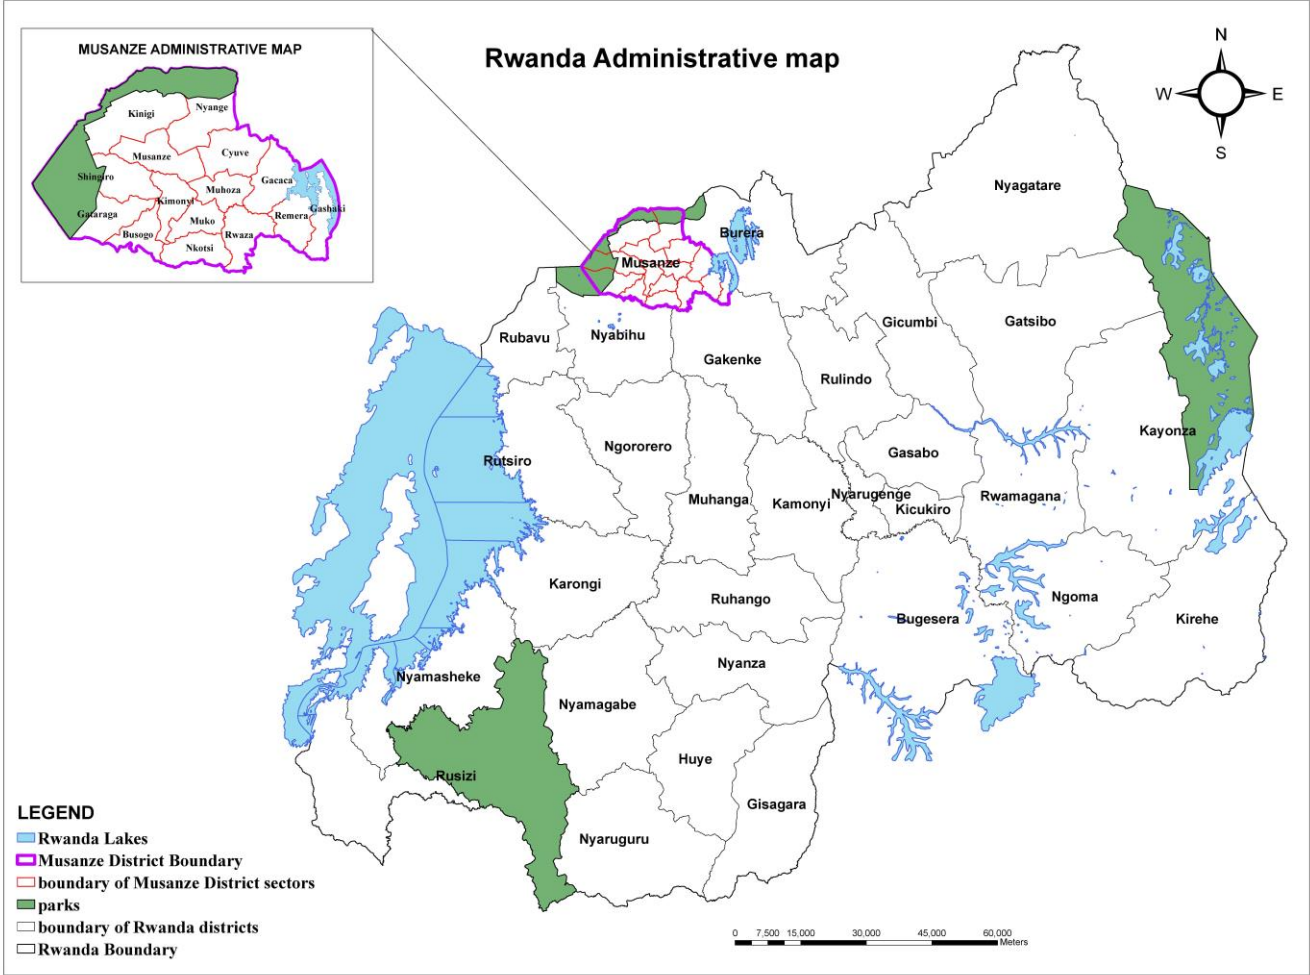 MUSANZE ADMINISTRATIVE MAP
Kinigi
Nyange
Musanze
Cyuve
Shingiro
Gacaca
Muhoza
Kimonyi
Gataraga
Gashaki
Remera
Muko
Busogo
Rwaza
Nkotsi
Rwanda Administrative map
N
W
E
S
Nyagatare
Burera
Musanze
Gicumbi
Gatsibo
Rubavu
Nyabihu
Gakenke
Rulindo
Kayonza
Ngororero
Gasabo
Rutsiro
Muhanga
Kamonyi
Nyarugenge
Rwamagana
Kicukiro
Karongi
Ruhango
Ngoma
Bugesera
Kirehe
Nyanza
Nyamasheke
Nyamagabe
Huye
Rusizi
Gisagara
Nyaruguru
LEGEND
Rwanda Lakes
Musanze District Boundary
boundary of Musanze District sectors
parks
boundary of Rwanda districts
Rwanda Boundary
0 7,500 15,000 30,000 45,000 60,000
Meters